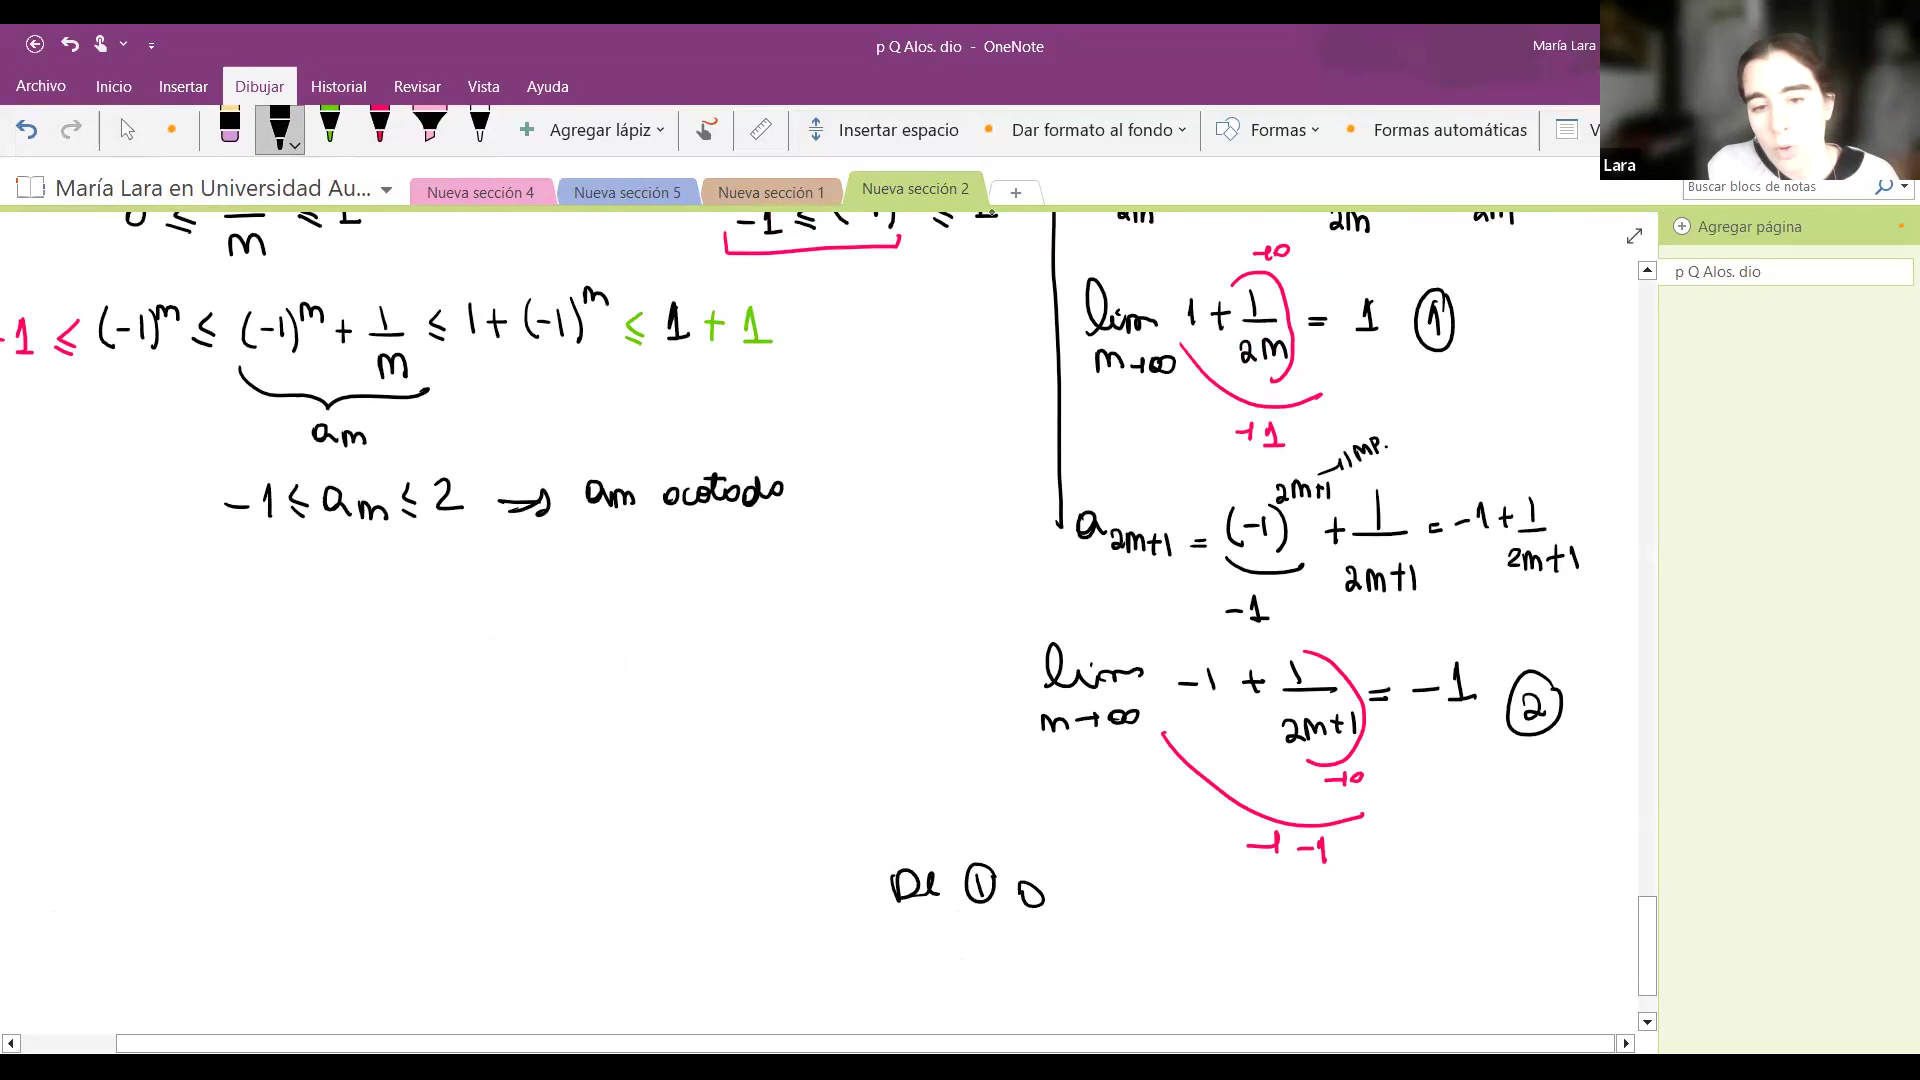 p Q Alos. dio - OneNote
María Lara
Archivo Inicio Insertar Dibujar Historial Revisar Vista Ayuda
Agregar lápiz Insertar espacio Dar formato al fondo Formas Formas automáticas V
Lara
María Lara en Universidad Au... Nueva sección 4 Nueva sección 5 Nueva sección 1 Nueva sección 2 +
Buscar blocs de notas
Agregar página
p Q Alos. dio
-1 ≤ (-1)^m ≤ (-1)^m + 1/m ≤ 1 + (-1)^m ≤ 1 + 1
am
-1 ≤ am ≤ 2 ⇒ am acotada
2m
lim m→∞ 1 + 1/2m = 1 ①
→0
→1
a2m+1 = (-1)^2m+1 + 1/2m+1 = -1 + 1/2m+1
→IMP.
-1
lim m→∞ -1 + 1/2m+1 = -1 ②
→0
→ -1
De ①